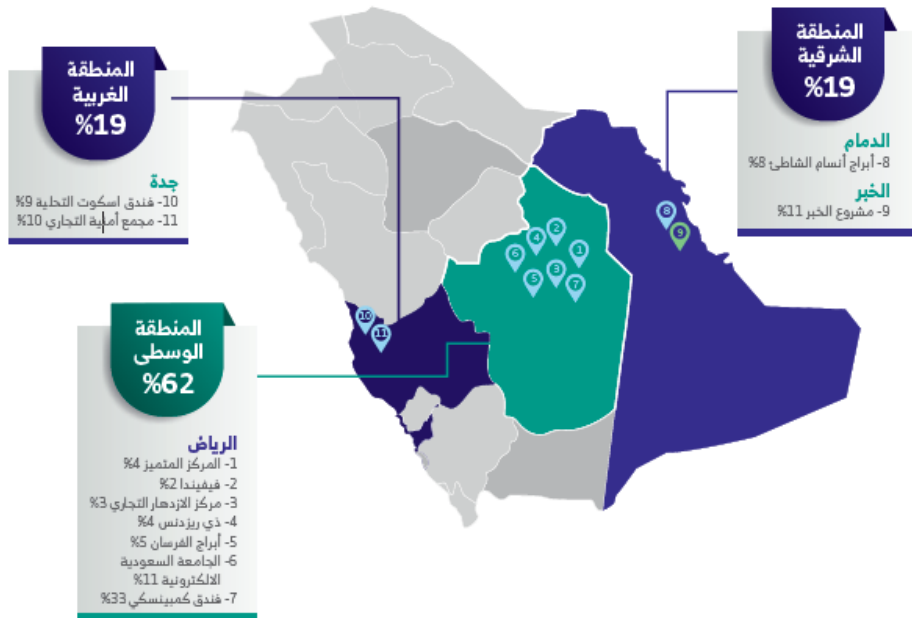 المنطقة
الشرقية
%19
الدمام
8- أبراج أنسام الشاطئ 8%
الخبر
9- مشروع الخبر 11%
المنطقة
الغربية
%19
جدة
10- فندق اسكوت التحلية 9%
11- مجمع أملية التجاري 10%
المنطقة
الوسطى
%62
الرياض
1- المركز المتميز 4%
2- فيفيندا 2%
3- مركز الازدهار التجاري 3%
4- ذي ريزدنس 4%
5- أبراج الفرسان 5%
6- الجامعة السعودية
الالكترونية 11%
7- فندق كمبينسكي 33%
8
9
2
4
1
6
3
5
7
10
11